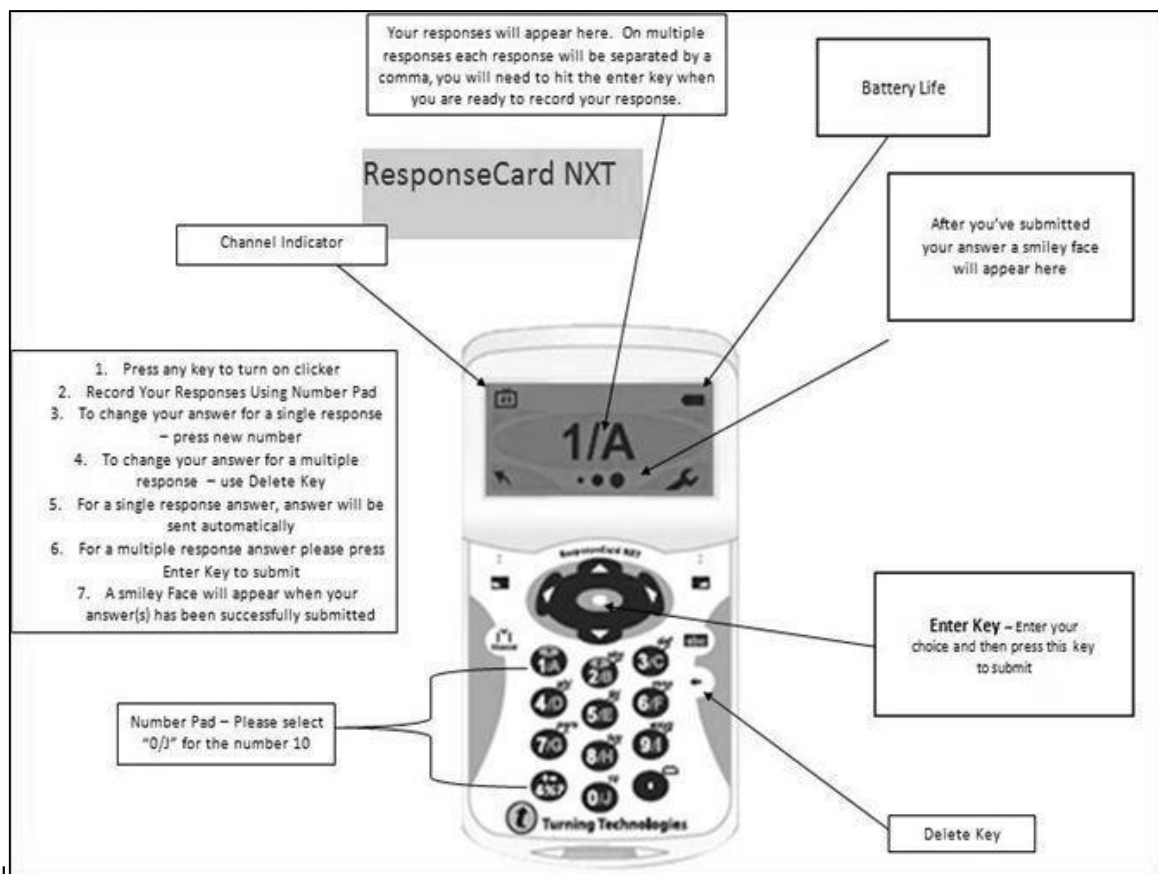 Your responses will appear here. On multiple
responses each response will be separated by a
comma, you will need to hit the enter key when
you are ready to record your response.
Battery Life
ResponseCard NXT
After you've submitted
your answer a smiley face
will appear here
Channel Indicator
1. Press any key to turn on clicker
2. Record Your Responses Using Number Pad
3. To change your answer for a single response
– press new number
4. To change your answer for a multiple
response – use Delete Key
5. For a single response answer, answer will be
sent automatically
6. For a multiple response answer please press
Enter Key to submit
7. A smiley Face will appear when your
answer(s) has been successfully submitted
1/A
ResponseCard NXT
Enter Key – Enter your
choice and then press this key
to submit
abc
1/A 2/B 3/C
def
4/D 5/E 6/F
7/G 8/H 9/I
0/J
Number Pad – Please select
"0/J" for the number 10
t Turning Technologies
Delete Key